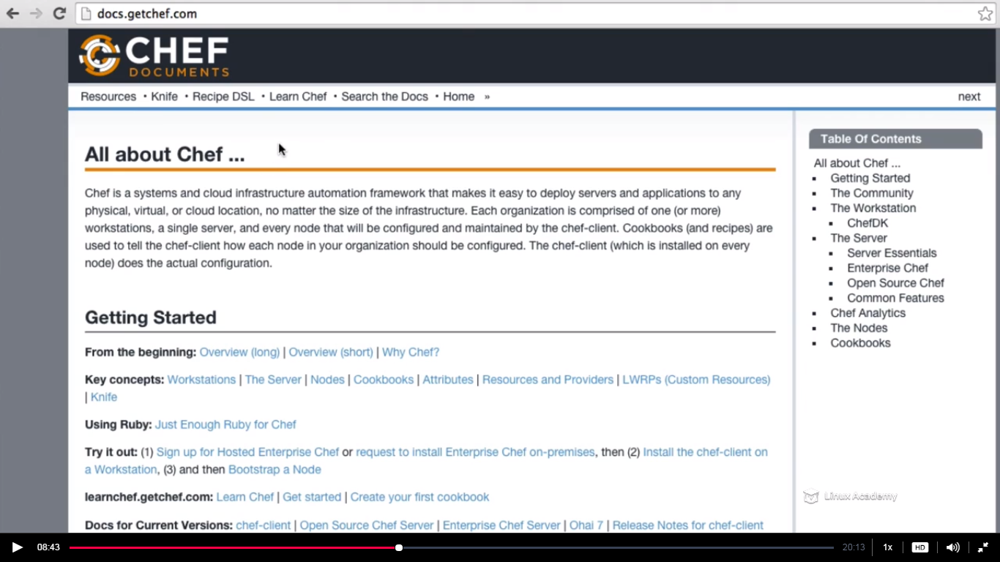 docs.getchef.com
CHEF
DOCUMENTS
Resources • Knife • Recipe DSL • Learn Chef • Search the Docs • Home »
next
All about Chef ...
Chef is a systems and cloud infrastructure automation framework that makes it easy to deploy servers and applications to any
physical, virtual, or cloud location, no matter the size of the infrastructure. Each organization is comprised of one (or more)
workstations, a single server, and every node that will be configured and maintained by the chef-client. Cookbooks (and recipes) are
used to tell the chef-client how each node in your organization should be configured. The chef-client (which is installed on every
node) does the actual configuration.
Getting Started
From the beginning: Overview (long) | Overview (short) | Why Chef?
Key concepts: Workstations | The Server | Nodes | Cookbooks | Attributes | Resources and Providers | LWRPs (Custom Resources)
| Knife
Using Ruby: Just Enough Ruby for Chef
Try it out: (1) Sign up for Hosted Enterprise Chef or request to install Enterprise Chef on-premises, then (2) Install the chef-client on
a Workstation, (3) and then Bootstrap a Node
learnchef.getchef.com: Learn Chef | Get started | Create your first cookbook
Docs for Current Versions: chef-client | Open Source Chef Server | Enterprise Chef Server | Ohai 7 | Release Notes for chef-client
Table Of Contents
All about Chef ...
Getting Started
The Community
The Workstation
ChefDK
The Server
Server Essentials
Enterprise Chef
Open Source Chef
Common Features
Chef Analytics
The Nodes
Cookbooks
Linux Academy
08:43
20:13
1x
HD